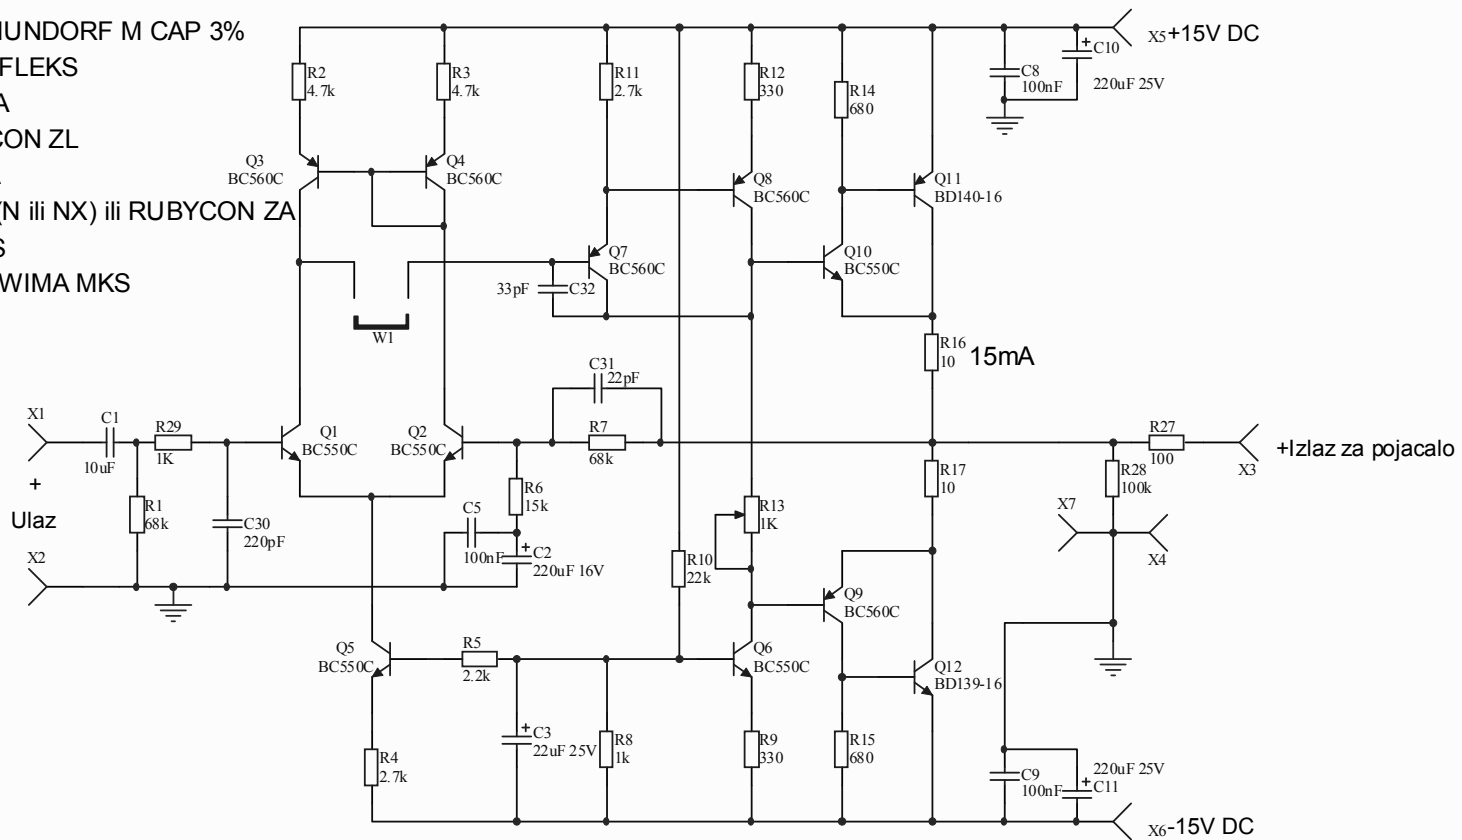 UNDORF M CAP 3%
FLEKS
A
CON ZL
(N ili NX) ili RUBYCON ZA
S
WIMA MKS
X5 +15V DC
C10
220uF 25V
C8
100nF
R2
4.7k
R3
4.7k
R11
2.7k
R12
330
R14
680
Q3
BC560C
Q4
BC560C
Q8
BC560C
Q11
BD140-16
Q7
BC560C
Q10
BC550C
33pF
C32
W1
R16
10
15mA
C31
22pF
X1
C1
10uF
R29
1K
Q1
BC550C
Q2
BC550C
R7
68k
R27
100
X3
+Izlaz za pojacalo
+
Ulaz
R1
68k
C30
220pF
R6
15k
C5
100nF
C2
220uF 16V
R13
1K
R17
10
R28
100k
X7
X4
X2
R10
22k
Q9
BC560C
Q5
BC550C
R5
2.2k
Q6
BC550C
Q12
BD139-16
R4
2.7k
C3
22uF 25V
R8
1k
R9
330
R15
680
C9
100nF
220uF 25V
C11
X6 -15V DC